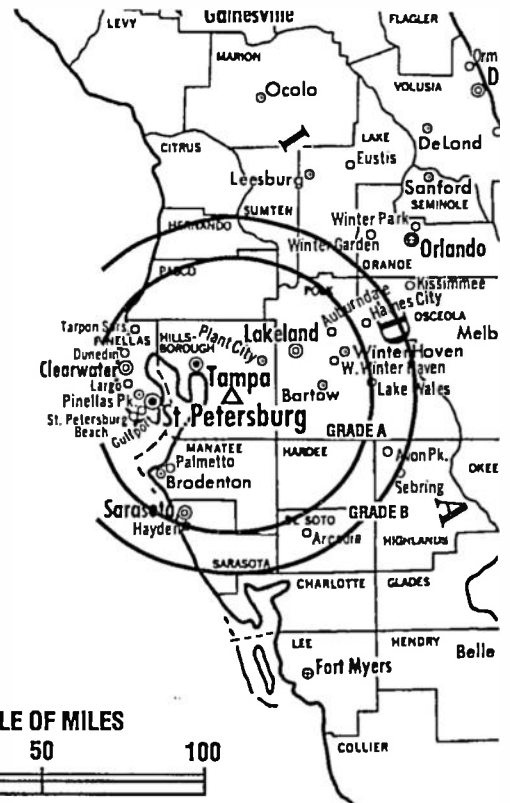 Gainesville
FLAGLER
LEVY
MARION
Orm
D
Ocolo
VOLUSIA
I
LAKE
DeLand
CITRUS
Eustis
Leesburg
Sanford
SEMINOLE
SUMTER
Winter Park
HERNANDO
Winter Garden
Orlando
ORANGE
PASCO
Kissimmee
POLK
Auburndale
Haines City
OSCEOLA
Tarpon Sprs.
PINELLAS
HILLS-
BOROUGH
Plant City
Lakeland
D
Melb
Dunedin
Winter Haven
Clearwater
W. Winter Haven
Largo
Tampa
Bartow
Lake Wales
Pinellas Pk.
St. Petersburg
St. Petersburg
Beach
Gulfport
GRADE A
MANATEE
HARDEE
Avon Pk.
Palmetto
OKEE
Brodenton
Sebring
Sarasota
GRADE B
A
Hayden
DE SOTO
Arcadia
HIGHLANDS
SARASOTA
CHARLOTTE
GLADES
LEE
HENDRY
Belle
Fort Myers
LE OF MILES
50
100
COLLIER